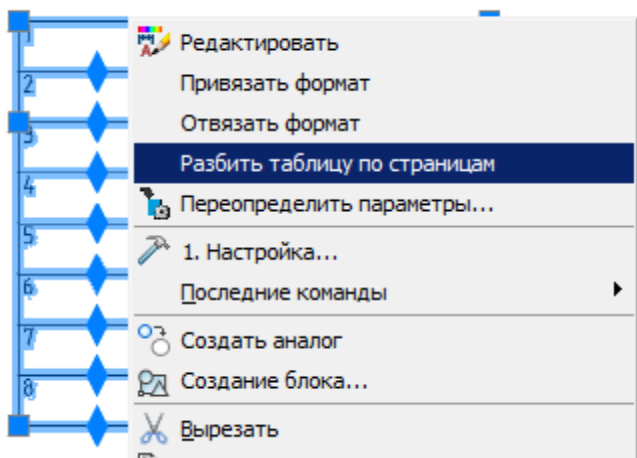 1
Редактировать
2
Привязать формат
3
Отвязать формат
Разбить таблицу по страницам
4
Переопределить параметры...
5
1. Настройка...
6
Последние команды
7
Создать аналог
8
Создание блока...
Вырезать